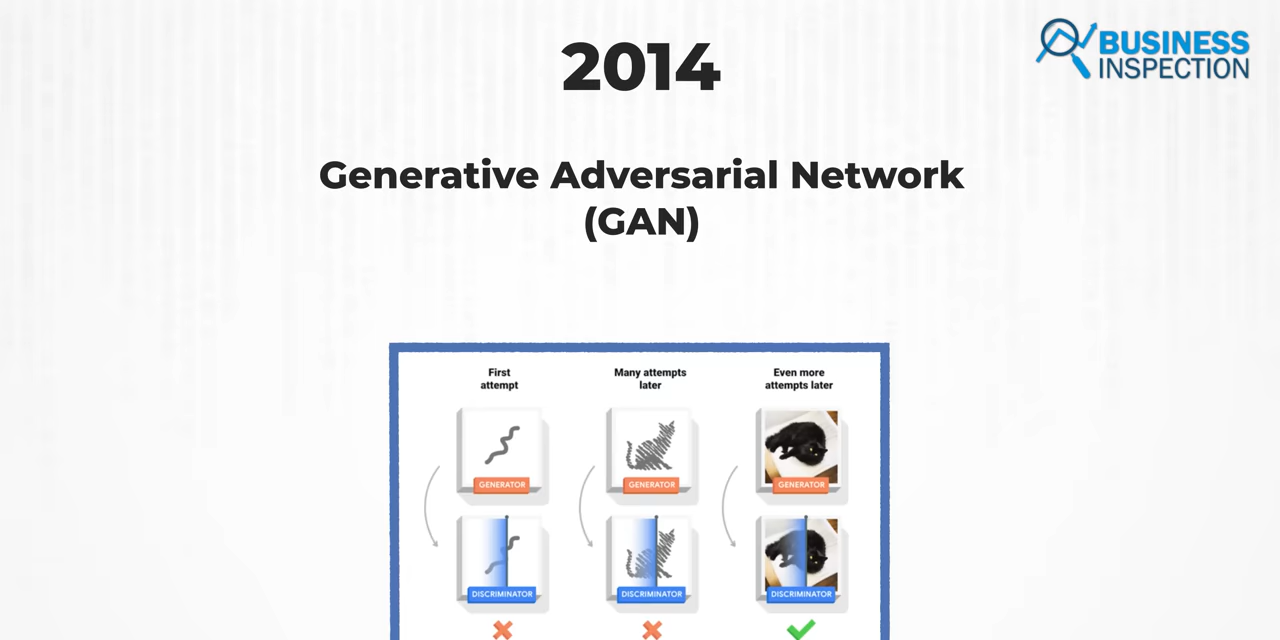 2014
BUSINESS
INSPECTION
Generative Adversarial Network
(GAN)
First
attempt
Many attempts
later
Even more
attempts later
GENERATOR
GENERATOR
GENERATOR
DISCRIMINATOR
DISCRIMINATOR
DISCRIMINATOR